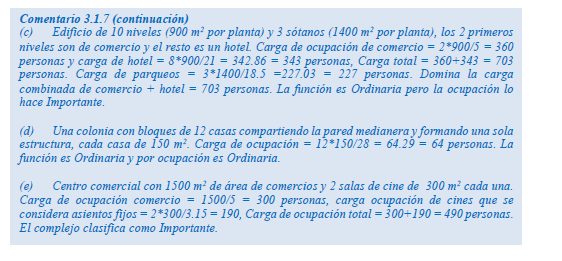 Comentario 3.1.7 (continuación)
(c) Edificio de 10 niveles (900 m² por planta) y 3 sótanos (1400 m² por planta), los 2 primeros
niveles son de comercio y el resto es un hotel. Carga de ocupación de comercio = 2*900/5 = 360
personas y carga de hotel = 8*900/21 = 342.86 = 343 personas, Carga total = 360+343 = 703
personas. Carga de parqueos = 3*1400/18.5 =227.03 = 227 personas. Domina la carga
combinada de comercio + hotel = 703 personas. La función es Ordinaria pero la ocupación lo
hace Importante.
(d) Una colonia con bloques de 12 casas compartiendo la pared medianera y formando una sola
estructura, cada casa de 150 m². Carga de ocupación = 12*150/28 = 64.29 = 64 personas. La
función es Ordinaria y por ocupación es Ordinaria.
(e) Centro comercial con 1500 m² de área de comercios y 2 salas de cine de 300 m² cada una.
Carga de ocupación comercio = 1500/5 = 300 personas, carga ocupación de cines que se
considera asientos fijos = 2*300/3.15 = 190, Carga de ocupación total = 300+190 = 490 personas.
El complejo clasifica como Importante.